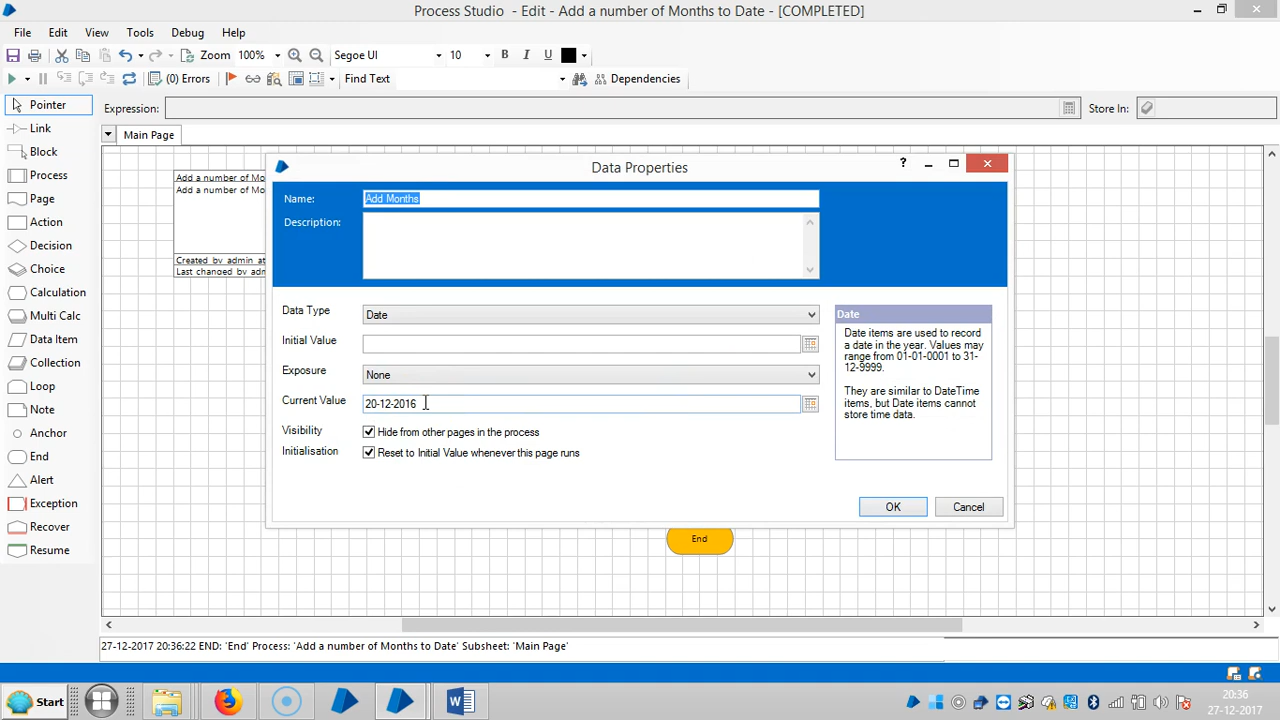 Process Studio - Edit - Add a number of Months to Date - [COMPLETED]
File Edit View Tools Debug Help
Zoom 100% Segoe UI 10 B I U
(0) Errors Find Text Dependencies
Pointer Expression: Store In:
Link Main Page
Block
Process
Page
Action
Decision
Choice
Calculation
Multi Calc
Data Item
Collection
Loop
Note
Anchor
End
Alert
Exception
Recover
Resume
Add a number of Mo
Add a number of Mo
Created by admin at
Last changed by adm
Data Properties
?
Name: Add Months
Description:
Data Type Date
Initial Value
Exposure None
Current Value 20-12-2016
Visibility Hide from other pages in the process
Initialisation Reset to Initial Value whenever this page runs
Date
Date items are used to record
a date in the year. Values may
range from 01-01-0001 to 31-
12-9999.
They are similar to DateTime
items, but Date items cannot
store time data.
OK Cancel
End
27-12-2017 20:36:22 END: 'End' Process: 'Add a number of Months to Date' Subsheet: 'Main Page'
Start
20:36
27-12-2017